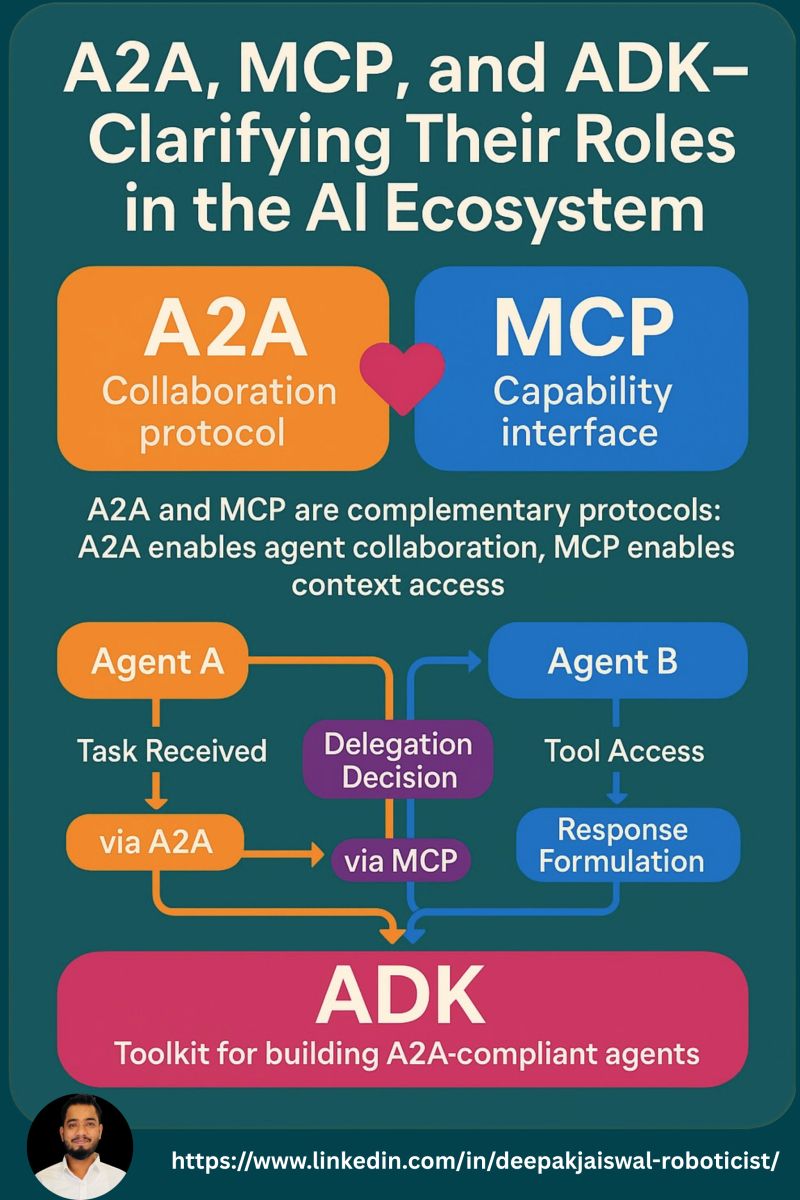 A2A, MCP, and ADK–
Clarifying Their Roles
in the AI Ecosystem
A2A
Collaboration
protocol
MCP
Capability
interface
A2A and MCP are complementary protocols:
A2A enables agent collaboration, MCP enables
context access
Agent A
Agent B
Task Received
Delegation
Decision
Tool Access
via A2A
via MCP
Response
Formulation
ADK
Toolkit for building A2A-compliant agents
https://www.linkedin.com/in/deepakjaiswal-roboticist/